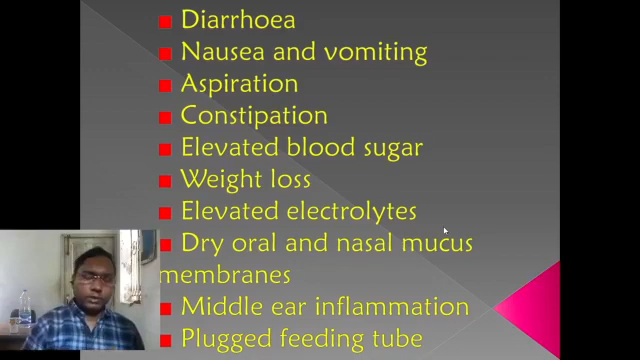 Diarrhoea
Nausea and vomiting
Aspiration
Constipation
Elevated blood sugar
Weight loss
Elevated electrolytes
Dry oral and nasal mucus
membranes
Middle ear inflammation
Plugged feeding tube